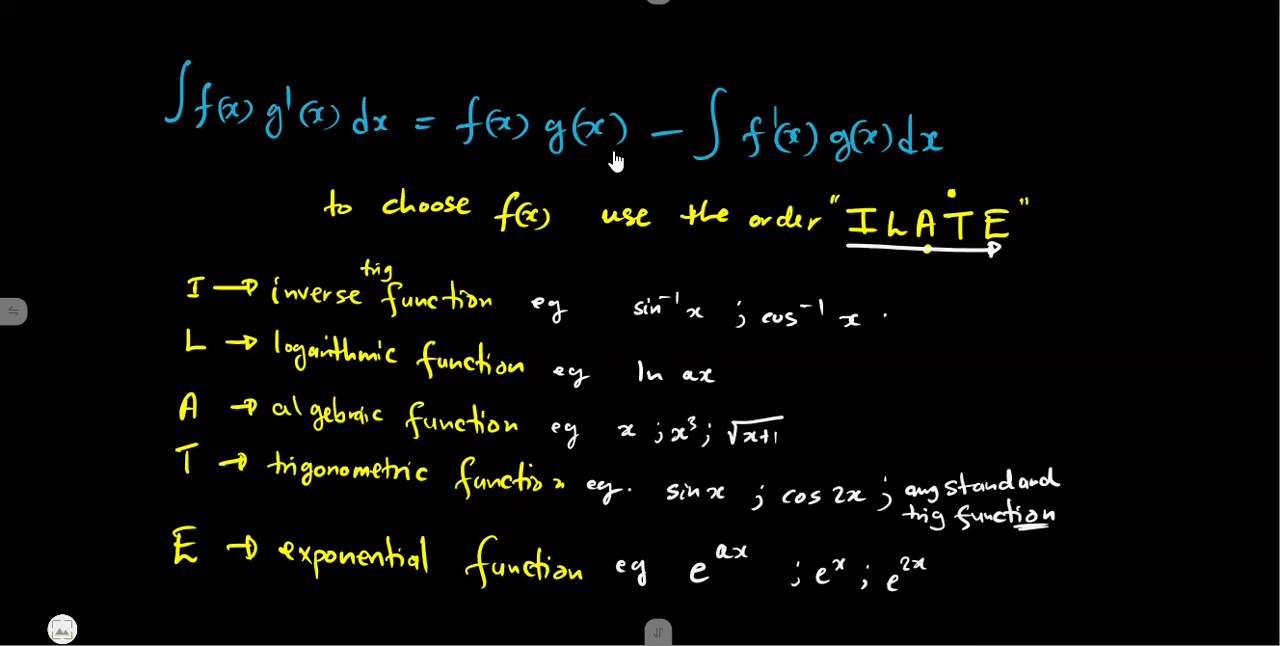 ∫f(x) g'(x) dx = f(x) g(x) − ∫ f'(x) g(x) dx
to choose f(x) use the order "ILATE"
I → inverse trig function eg sin⁻¹x ; cos⁻¹x .
L → logarithmic function eg ln ax
A → algebraic function eg x ; x³ ; √(x+1)
T → trigonometric function eg. sin x ; cos 2x ; any standard
trig function
E → exponential function eg e^(ax) ; e^x ; e^(2x)